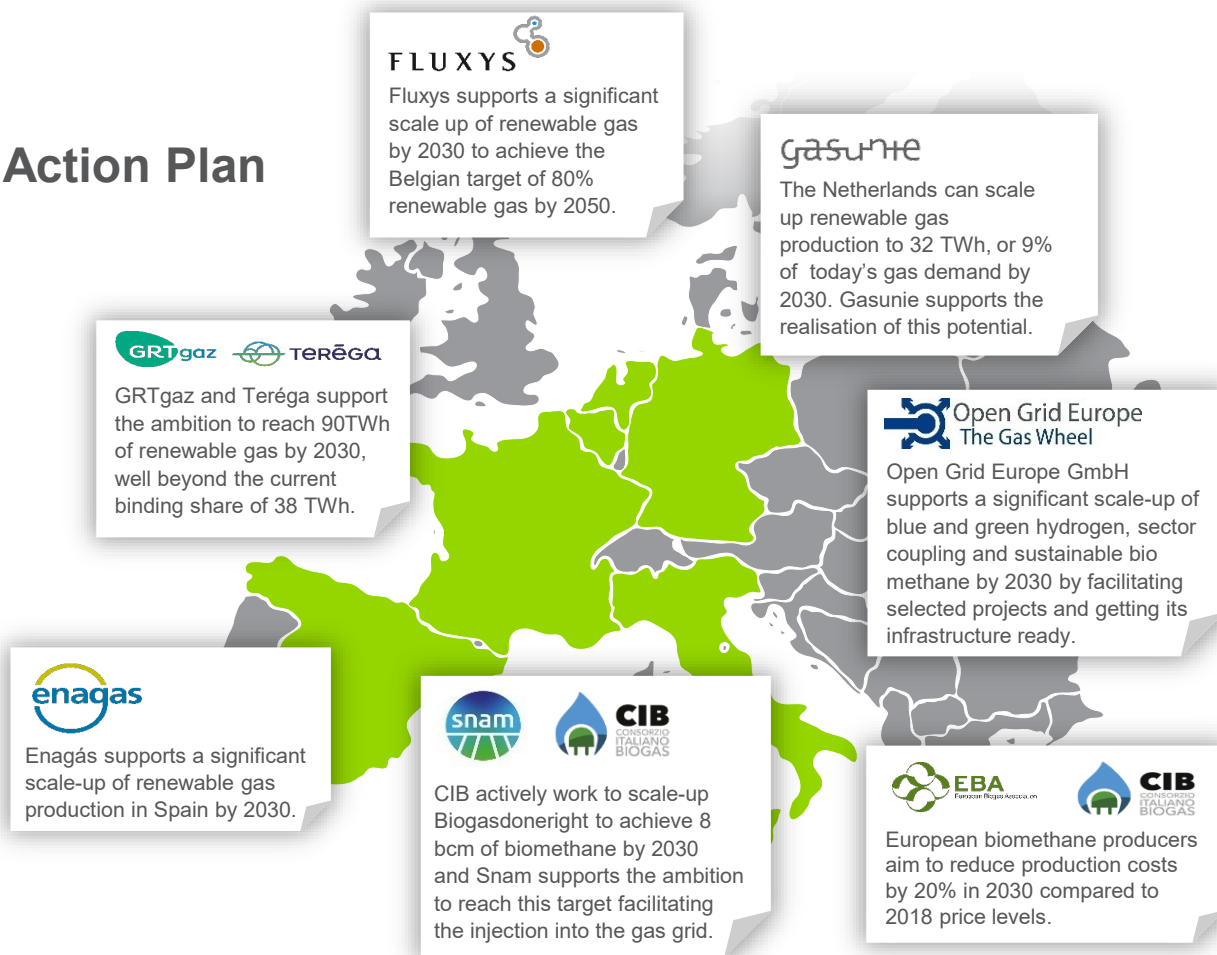 Action Plan
FLUXYS
Fluxys supports a significant
scale up of renewable gas
by 2030 to achieve the
Belgian target of 80%
renewable gas by 2050.
gasunie
The Netherlands can scale
up renewable gas
production to 32 TWh, or 9%
of today’s gas demand by
2030. Gasunie supports the
realisation of this potential.
GRTgaz TERĒGA
GRTgaz and Teréga support
the ambition to reach 90TWh
of renewable gas by 2030,
well beyond the current
binding share of 38 TWh.
Open Grid Europe
The Gas Wheel
Open Grid Europe GmbH
supports a significant scale-up of
blue and green hydrogen, sector
coupling and sustainable bio
methane by 2030 by facilitating
selected projects and getting its
infrastructure ready.
enagas
Enagás supports a significant
scale-up of renewable gas
production in Spain by 2030.
snam
CIB
CONSORZIO
ITALIANO
BIOGAS
CIB actively work to scale-up
Biogasdoneright to achieve 8
bcm of biomethane by 2030
and Snam supports the ambition
to reach this target facilitating
the injection into the gas grid.
EBA
European Biogas Association
CIB
CONSORZIO
ITALIANO
BIOGAS
European biomethane producers
aim to reduce production costs
by 20% in 2030 compared to
2018 price levels.